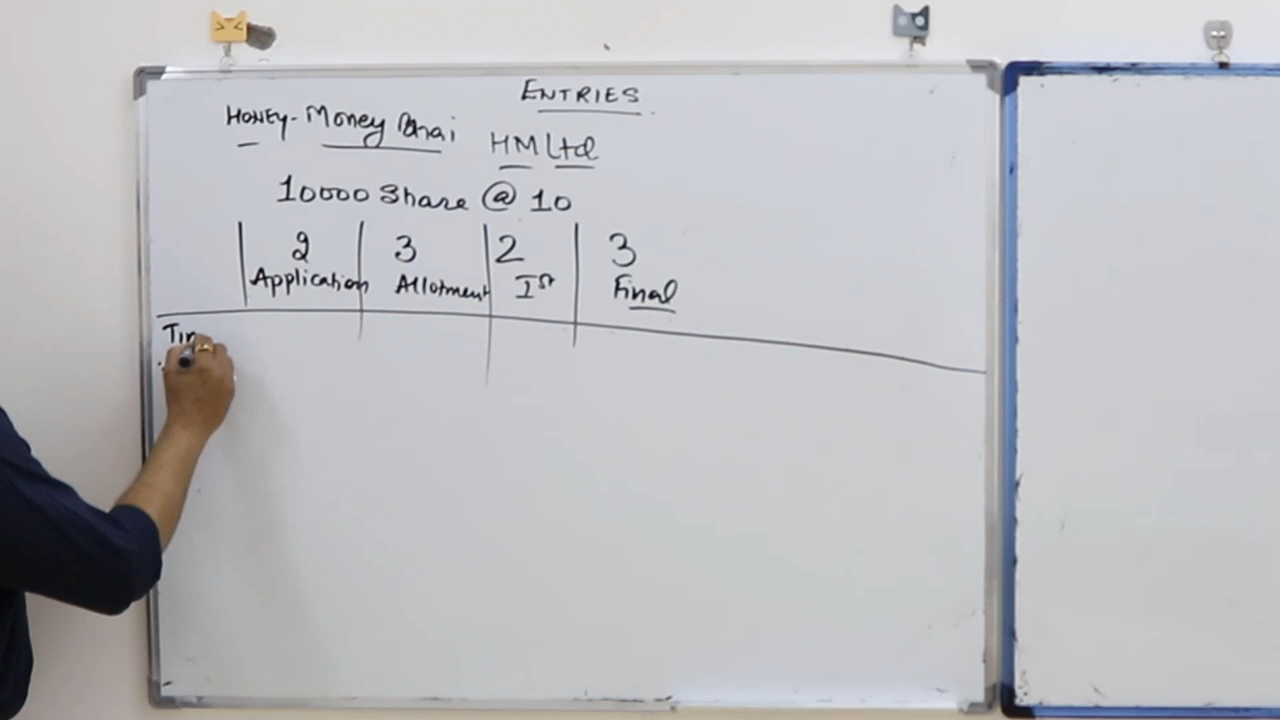 ENTRIES
HONEY- Money Bhai
HM Ltd
10000 Share @ 10
2 3 2 3
Application Allotment Ist Final